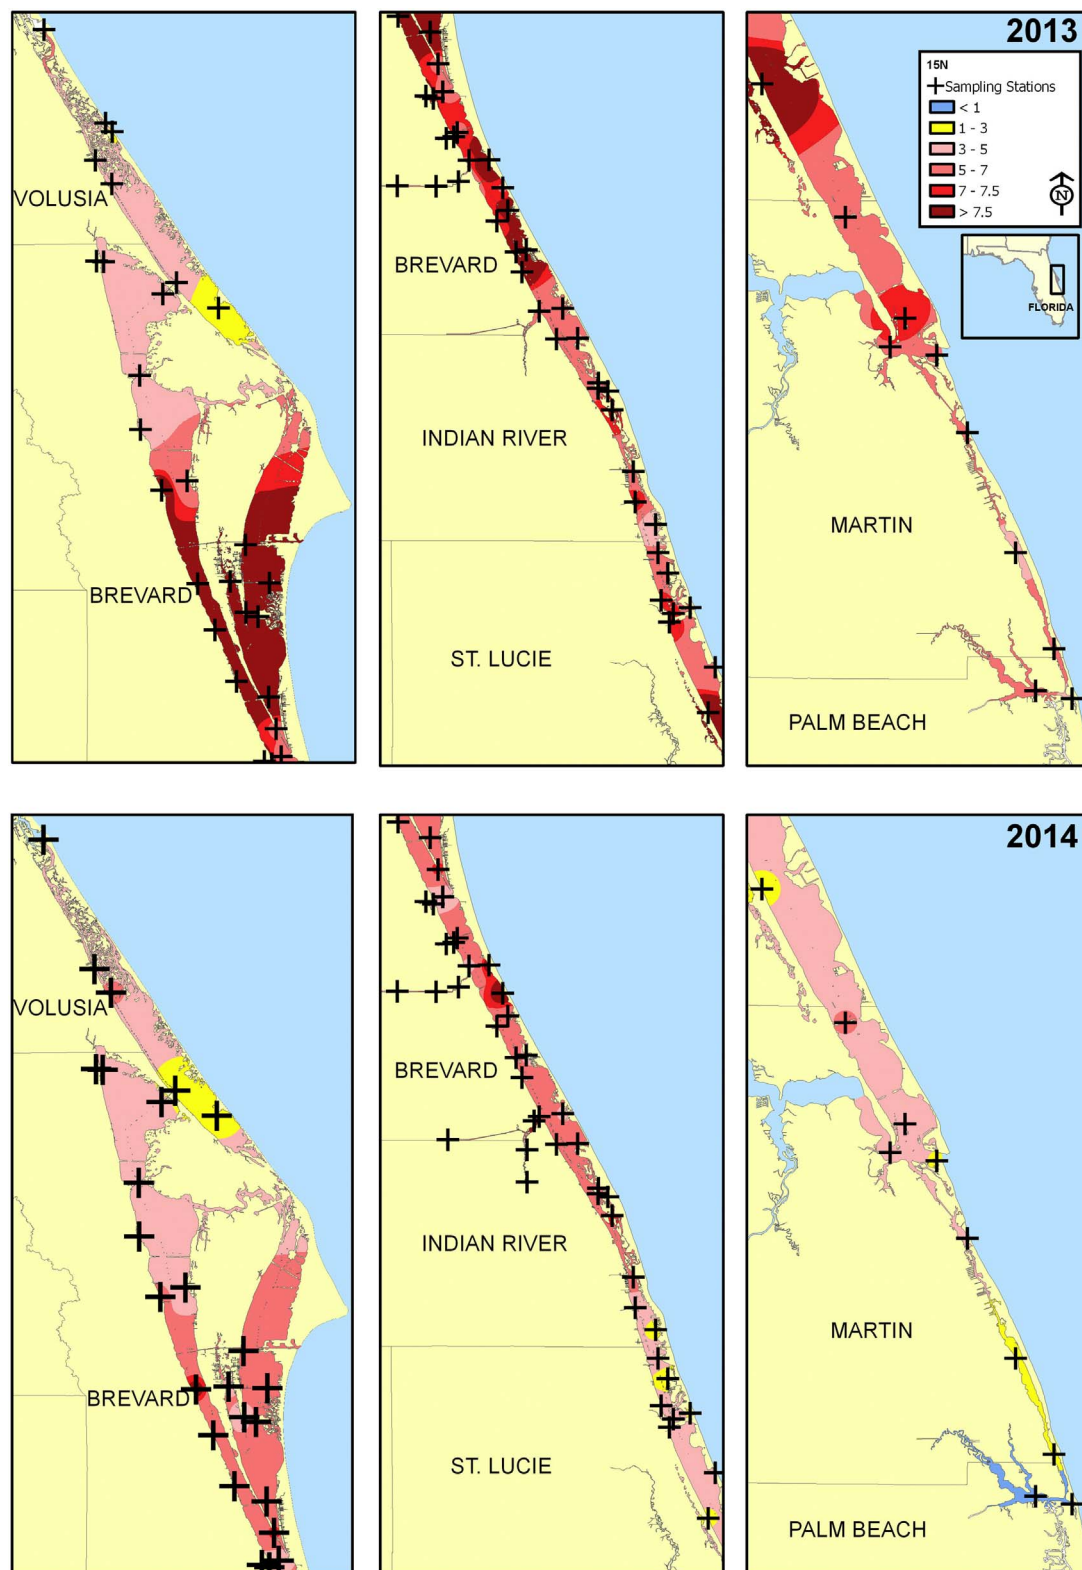 2013
15N
Sampling Stations
< 1
1 - 3
3 - 5
5 - 7
7 - 7.5
> 7.5
N
FLORIDA
VOLUSIA
BREVARD
BREVARD
INDIAN RIVER
ST. LUCIE
MARTIN
PALM BEACH
2014
VOLUSIA
BREVARD
BREVARD
INDIAN RIVER
ST. LUCIE
MARTIN
PALM BEACH